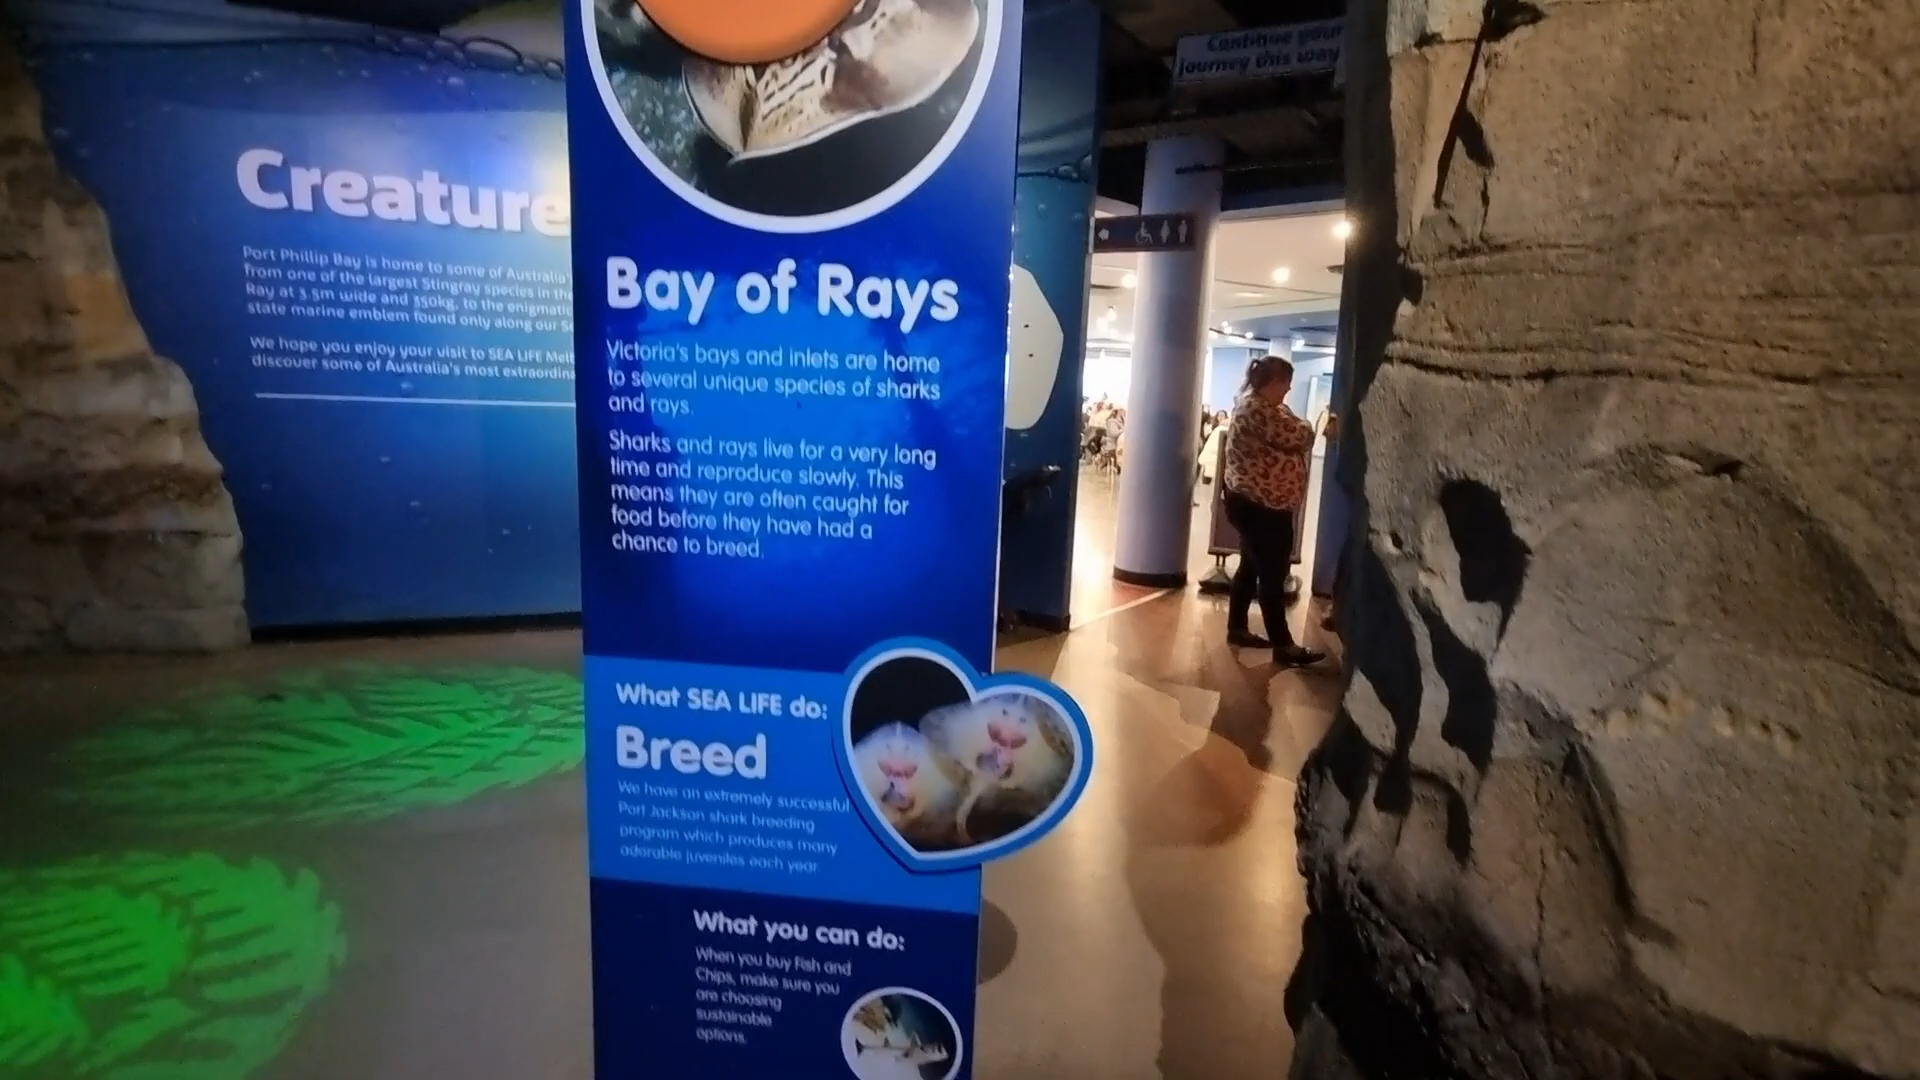 Continue your
journey this way
Creature
Port Phillip Bay is home to some of Australia's
from one of the largest Stingray species in the
Ray at 3.5m wide and 350kg, to the enigmatic
state marine emblem found only along our
We hope you enjoy your visit to SEA LIFE
discover some of Australia's most
Bay of Rays
Victoria's bays and inlets are home
to several unique species of sharks
and rays.
Sharks and rays live for a very long
time and reproduce slowly. This
means they are often caught for
food before they have had a
chance to breed.
What SEA LIFE do:
Breed
We have an extremely successful
Port Jackson shark breeding
program which produces many
adorable juveniles each year.
What you can do:
When you buy Fish and
Chips, make sure you
are choosing
sustainable
options.